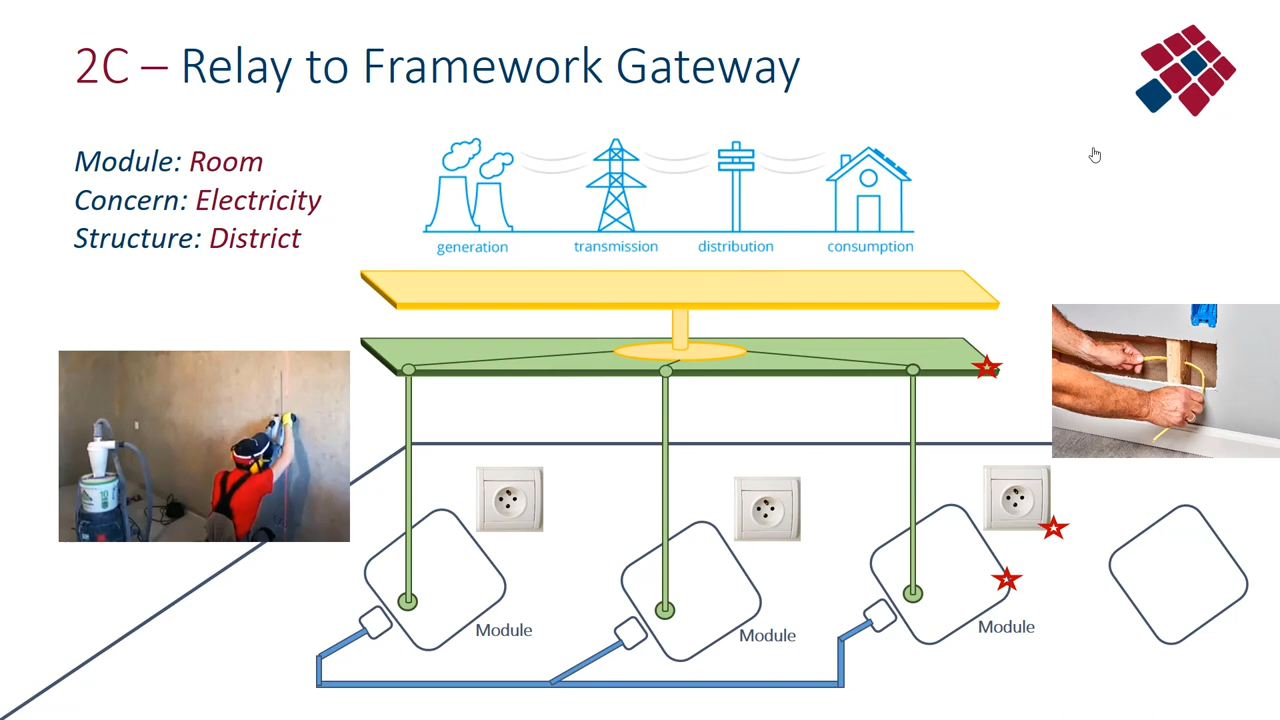 2C – Relay to Framework Gateway
Module: Room
Concern: Electricity
Structure: District
generation
transmission
distribution
consumption
Module
Module
Module